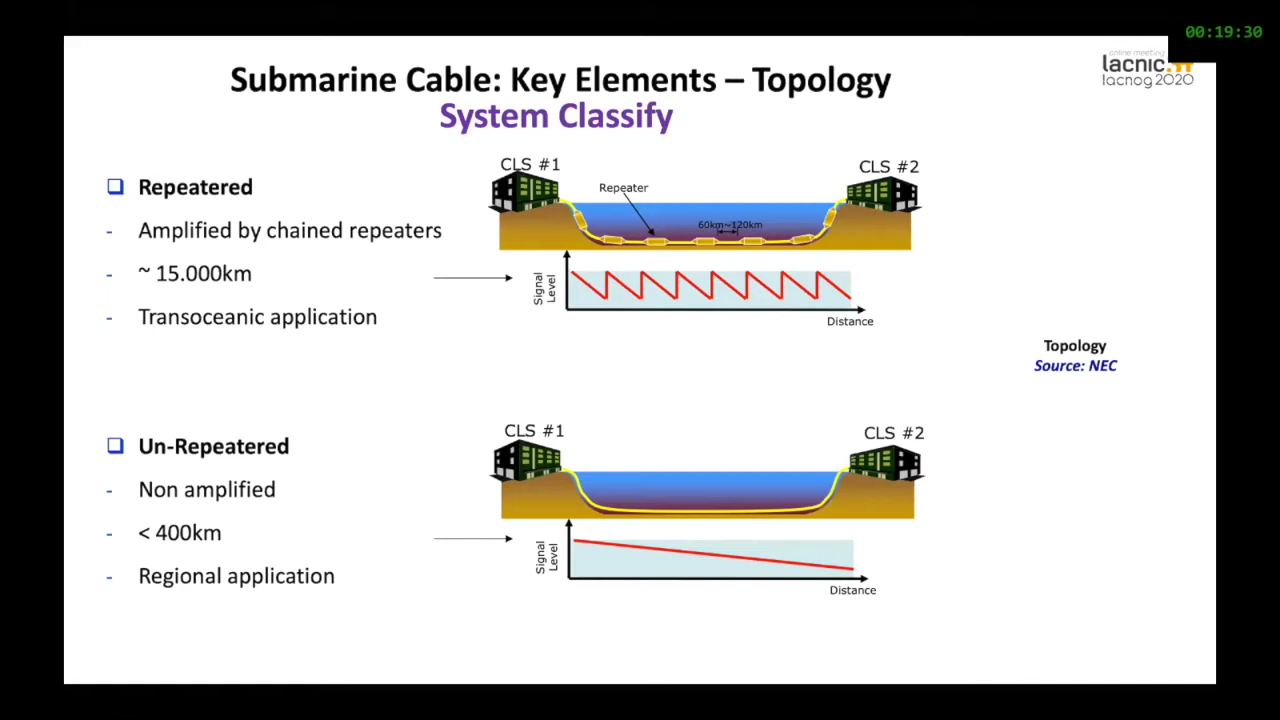 00:19:30
online meeting
lacnic
lacnog 2020
Submarine Cable: Key Elements – Topology
System Classify
❑ Repeatered
- Amplified by chained repeaters
- ~ 15.000km
- Transoceanic application
CLS #1
CLS #2
Repeater
60km~120km
Signal
Level
Distance
Topology
Source: NEC
❑ Un-Repeatered
- Non amplified
- < 400km
- Regional application
CLS #1
CLS #2
Signal
Level
Distance